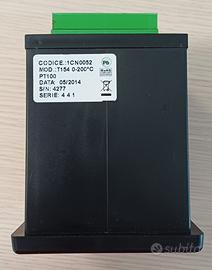 CODICE.:1CN0052
MOD.:T154 0-200°C
PT100
DATA: 05/2014
S/N: 4277
SERIE: 4 4 1
Pb
RoHS
subito